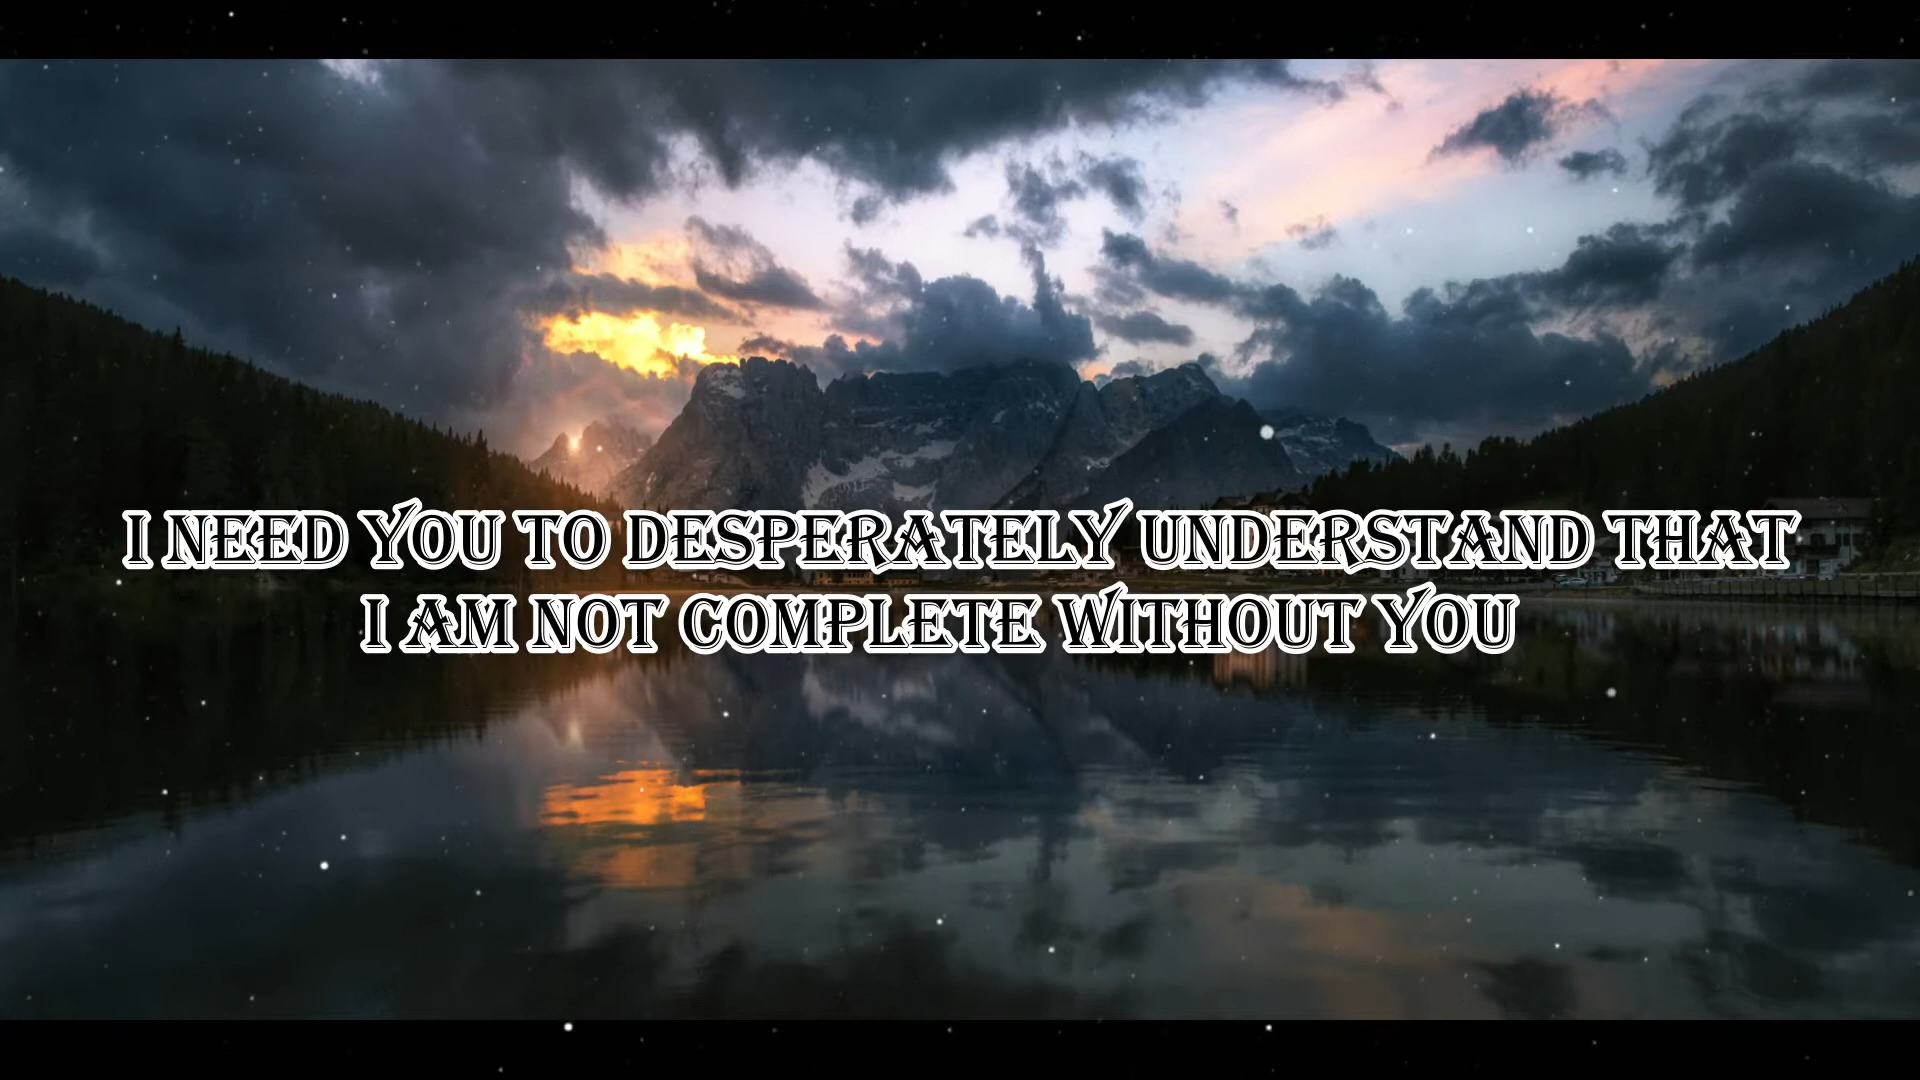 I NEED YOU TO DESPERATELY UNDERSTAND THAT
I AM NOT COMPLETE WITHOUT YOU